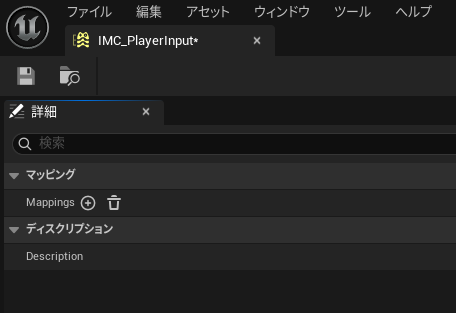 ファイル 編集 アセット ウィンドウ ツール ヘルプ
IMC_PlayerInput*
詳細
検索
マッピング
Mappings
ディスクリプション
Description